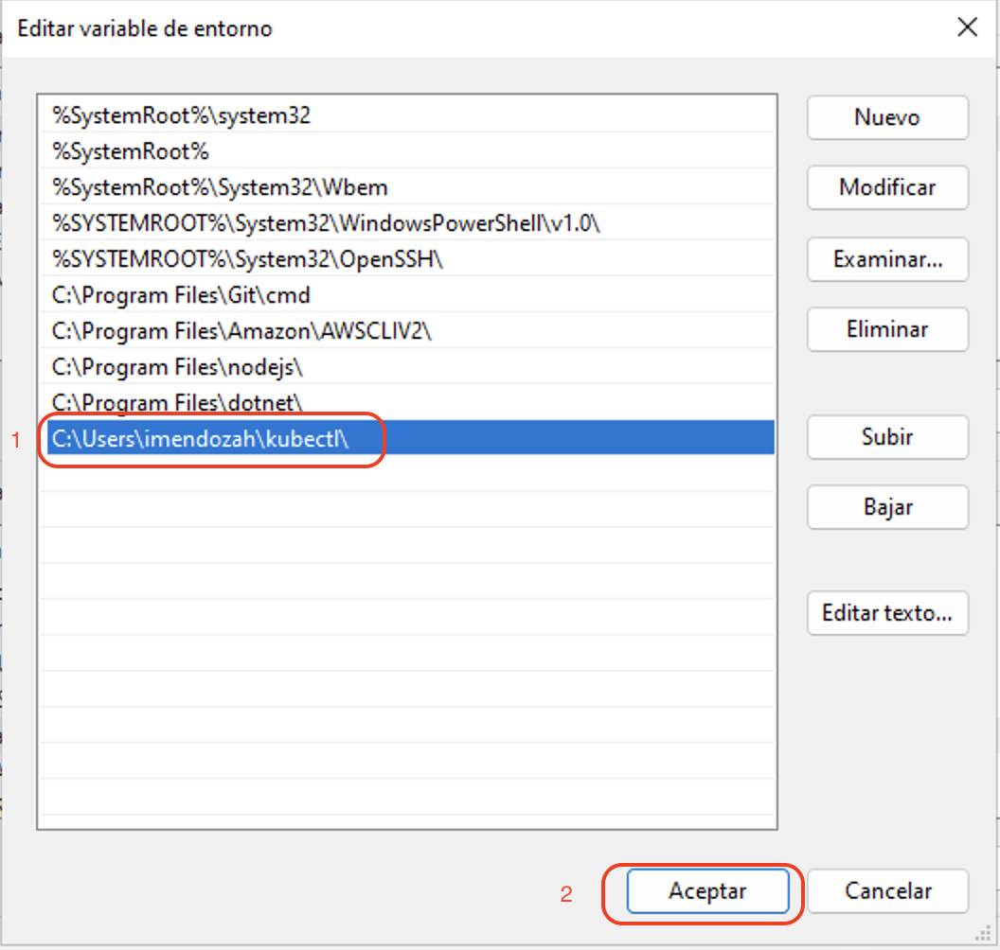 Editar variable de entorno
%SystemRoot%\system32
%SystemRoot%
%SystemRoot%\System32\Wbem
%SYSTEMROOT%\System32\WindowsPowerShell\v1.0\
%SYSTEMROOT%\System32\OpenSSH\
C:\Program Files\Git\cmd
C:\Program Files\Amazon\AWSCLIV2\
C:\Program Files\nodejs\
C:\Program Files\dotnet\
1
C:\Users\imendozah\kubectl\
Nuevo
Modificar
Examinar...
Eliminar
Subir
Bajar
Editar texto...
2
Aceptar
Cancelar